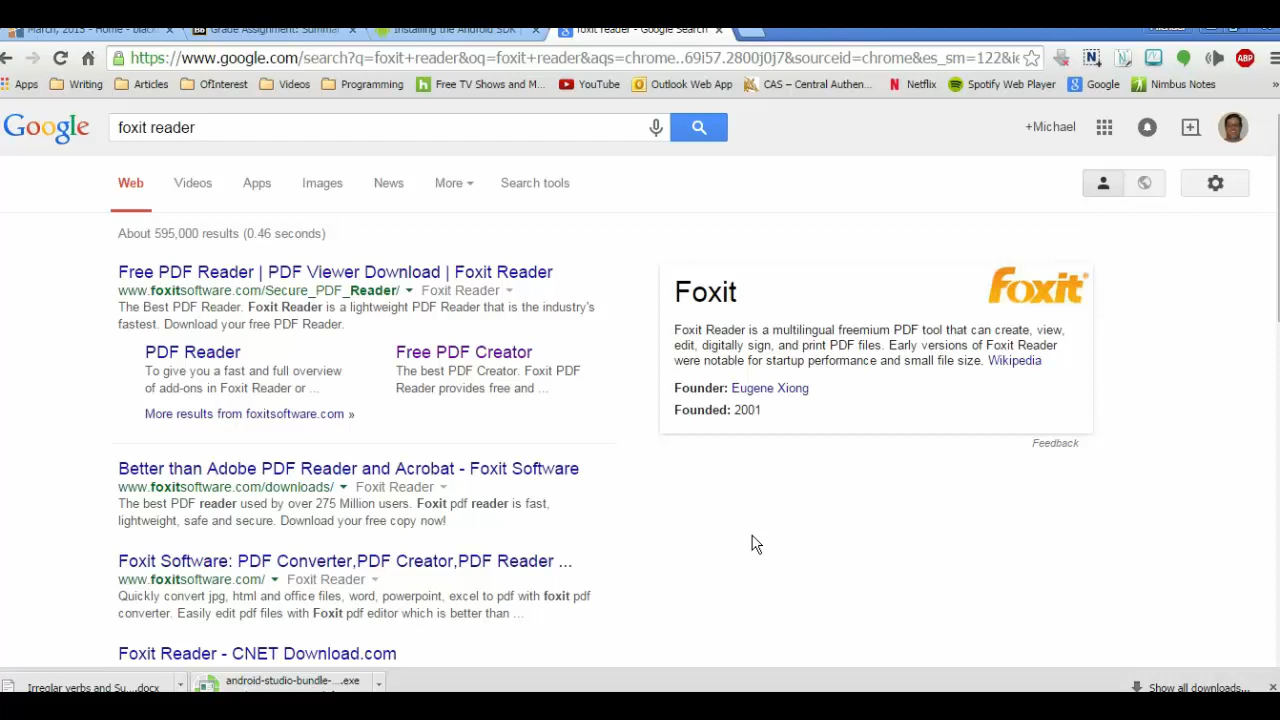 March, 2015 - Home - blac
Grade Assignment: Summar
Installing the Android SDK |
foxit reader - Google Search
Michael
https://www.google.com/search?q=foxit+reader&oq=foxit+reader&aqs=chrome..69i57.2800j0j7&sourceid=chrome&es_sm=122&ie
ABP
Apps Writing Articles OfInterest Videos Programming Free TV Shows and M... YouTube Outlook Web App CAS – Central Authen... Netflix Spotify Web Player Google Nimbus Notes »
Google foxit reader +Michael
Web Videos Apps Images News More Search tools
About 595,000 results (0.46 seconds)
Free PDF Reader | PDF Viewer Download | Foxit Reader
www.foxitsoftware.com/Secure_PDF_Reader/ Foxit Reader
The Best PDF Reader. Foxit Reader is a lightweight PDF Reader that is the industry's
fastest. Download your free PDF Reader.
PDF Reader
To give you a fast and full overview
of add-ons in Foxit Reader or ...
Free PDF Creator
The best PDF Creator. Foxit PDF
Reader provides free and ...
More results from foxitsoftware.com »
Better than Adobe PDF Reader and Acrobat - Foxit Software
www.foxitsoftware.com/downloads/ Foxit Reader
The best PDF reader used by over 275 Million users. Foxit pdf reader is fast,
lightweight, safe and secure. Download your free copy now!
Foxit Software: PDF Converter,PDF Creator,PDF Reader ...
www.foxitsoftware.com/ Foxit Reader
Quickly convert jpg, html and office files, word, powerpoint, excel to pdf with foxit pdf
converter. Easily edit pdf files with Foxit pdf editor which is better than ...
Foxit Reader - CNET Download.com
Foxit
foxit
Foxit Reader is a multilingual freemium PDF tool that can create, view,
edit, digitally sign, and print PDF files. Early versions of Foxit Reader
were notable for startup performance and small file size. Wikipedia
Founder: Eugene Xiong
Founded: 2001
Feedback
Irreglar verbs and Su....docx
android-studio-bundle-....exe
Show all downloads...